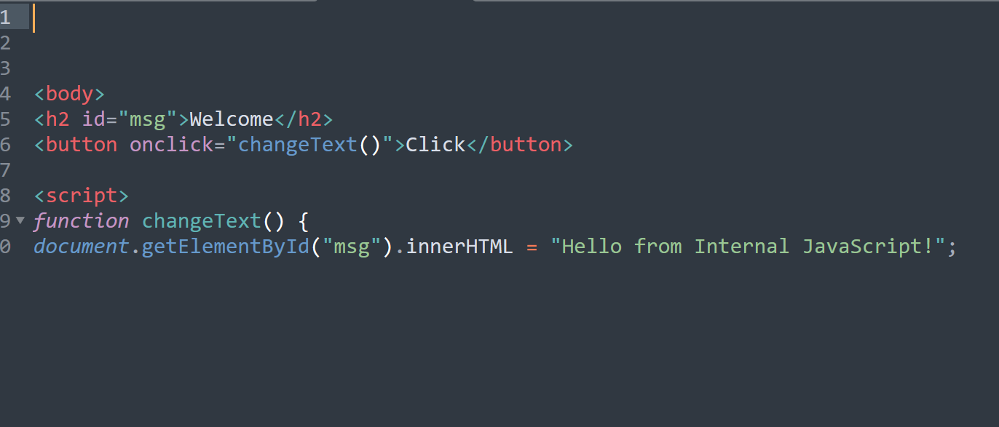 1
2
3
4 <body>
5 <h2 id="msg">Welcome</h2>
6 <button onclick="changeText()">Click</button>
7
8 <script>
9 function changeText() {
0 document.getElementById("msg").innerHTML = "Hello from Internal JavaScript!";